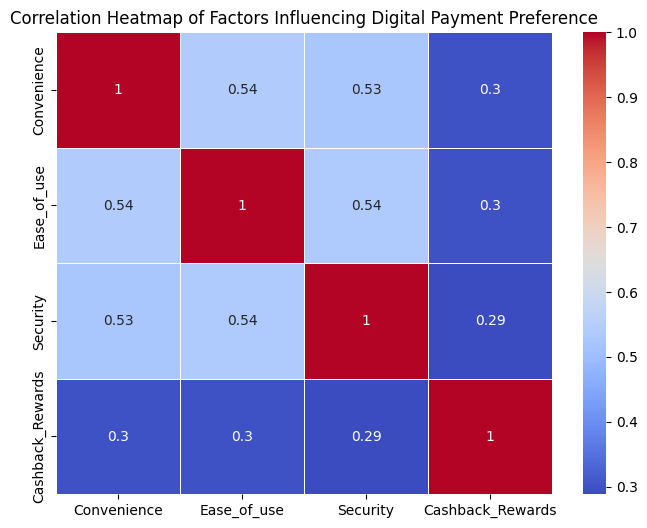 Correlation Heatmap of Factors Influencing Digital Payment Preference
Convenience
1
0.54
0.53
0.3
Ease_of_use
0.54
1
0.54
0.3
Security
0.53
0.54
1
0.29
Cashback_Rewards
0.3
0.3
0.29
1
Convenience
Ease_of_use
Security
Cashback_Rewards
1.0
0.9
0.8
0.7
0.6
0.5
0.4
0.3